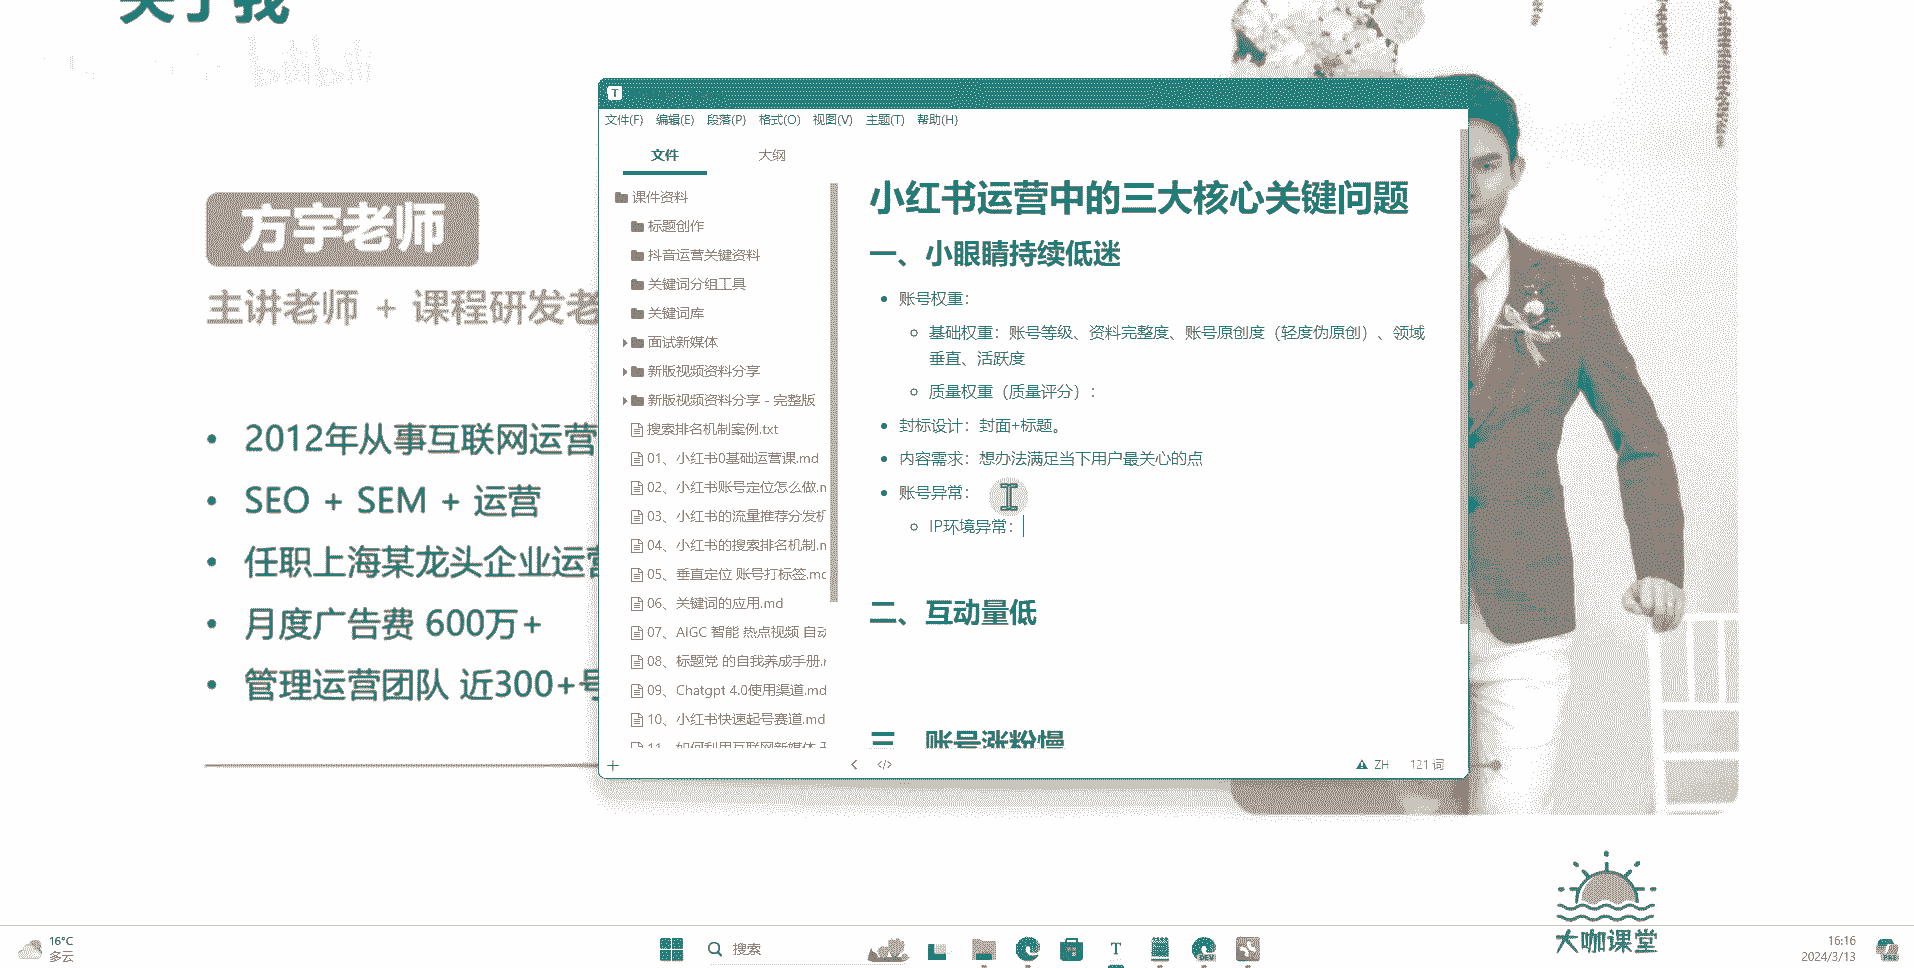 关于我
bilibili
方宇老师
主讲老师 + 课程研发老
2012年从事互联网运营
SEO + SEM + 运营
任职上海某龙头企业运营
月度广告费 600万+
管理运营团队 近300+号
T
文件(F) 编辑(E) 段落(P) 格式(O) 视图(V) 主题(T) 帮助(H)
文件 大纲
课件资料
标题创作
抖音运营关键资料
关键词分组工具
关键词库
面试新媒体
新版视频资料分享
新版视频资料分享 - 完整版
搜索排名机制案例.txt
01、小红书0基础运营课.md
02、小红书账号定位怎么做.m
03、小红书的流量推荐分发机
04、小红书的搜索排名机制.m
05、垂直定位 账号打标签.md
06、关键词的应用.md
07、AIGC 智能 热点视频 自动
08、标题党 的自我养成手册.m
09、Chatgpt 4.0使用渠道.md
10、小红书快速起号赛道.md
11、如何利用互联网新媒体
小红书运营中的三大核心关键问题
一、小眼睛持续低迷
账号权重：
基础权重：账号等级、资料完整度、账号原创度（轻度伪原创）、领域
垂直、活跃度
质量权重（质量评分）：
封标设计：封面+标题。
内容需求：想办法满足当下用户最关心的点
账号异常：
IP环境异常：
二、互动量低
三、账号涨粉慢
ZH 121 词
大咖课堂
16°C
多云
搜索
16:16
2024/3/13